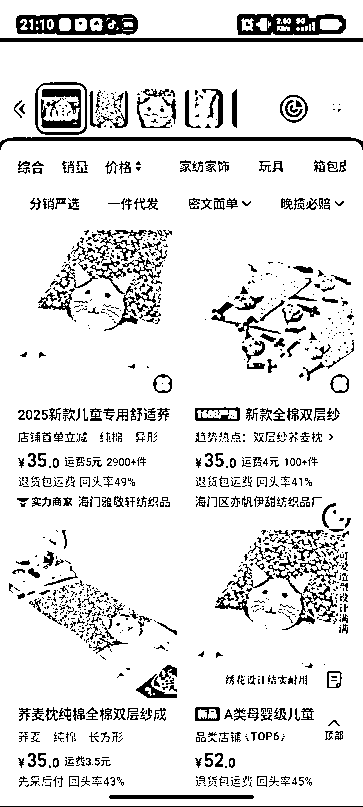 21:10
综合 销量 价格 家纺家饰 玩具 箱包皮
分销严选 一件代发 密文面单 晚揽必赔
2025新款儿童专用舒适荞
店铺首单立减 纯棉 异形
¥35.0 运费5元 2900+件
退货包运费 回头率49%
实力商家 海门雅敬轩纺织品
新款全棉双层纱
趋势热点：双层纱荞麦枕 >
¥35.0 运费4元 100+件
退货包运费 回头率41%
海门区亦帆伊甜纺织品厂
可造型设计满满
荞麦枕纯棉全棉双层纱成
荞麦 纯棉 长方形
¥35.0 运费3.5元
先采后付 回头率43%
绣花设计结实耐用
新品 A类母婴级儿童
品类店铺《TOP6》
¥52.0
退货包运费 回头率45%
顶部